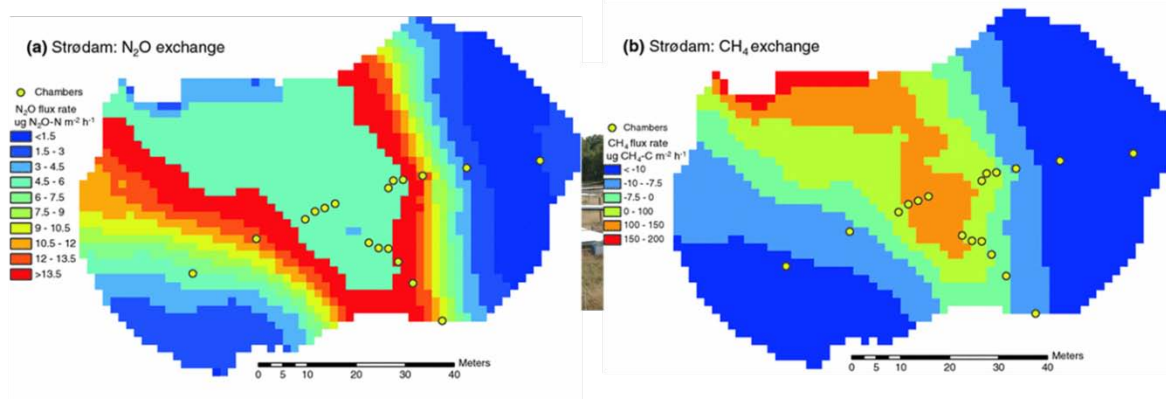 (a) Strødam: N2O exchange
Chambers
N2O flux rate
ug N2O-N m-2 h-1
<1.5
1.5 - 3
3 - 4.5
4.5 - 6
6 - 7.5
7.5 - 9
9 - 10.5
10.5 - 12
12 - 13.5
>13.5
Meters
0 5 10 20 30 40
(b) Strødam: CH4 exchange
Chambers
CH4 flux rate
ug CH4-C m-2 h-1
< -10
-10 - -7.5
-7.5 - 0
0 - 100
100 - 150
150 - 200
Meters
0 5 10 20 30 40